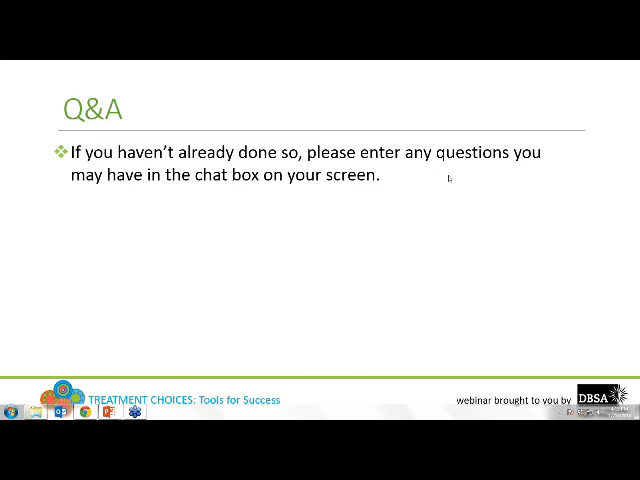 Q&A
If you haven't already done so, please enter any questions you
may have in the chat box on your screen.
TREATMENT CHOICES: Tools for Success
webinar brought to you by
DBSA